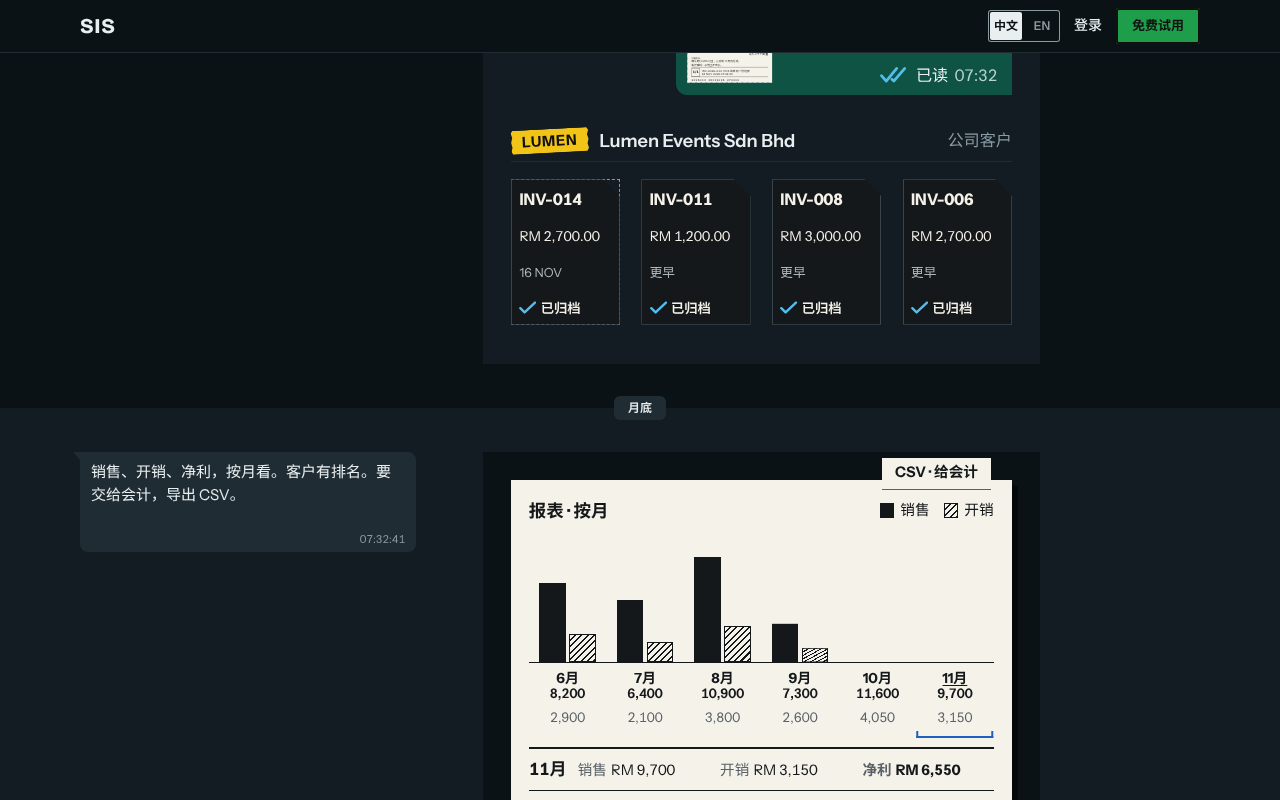 SIS
中文 EN 登录 免费试用
已读 07:32
LUMEN Lumen Events Sdn Bhd 公司客户
INV-014 INV-011 INV-008 INV-006
RM 2,700.00 RM 1,200.00 RM 3,000.00 RM 2,700.00
16 NOV 更早 更早 更早
已归档 已归档 已归档 已归档
月底
销售、开销、净利，按月看。客户有排名。要
交给会计，导出 CSV。
07:32:41
CSV·给会计
报表·按月 销售 开销
6月 7月 8月 9月 10月 11月
8,200 6,400 10,900 7,300 11,600 9,700
2,900 2,100 3,800 2,600 4,050 3,150
11月 销售 RM 9,700 开销 RM 3,150 净利 RM 6,550